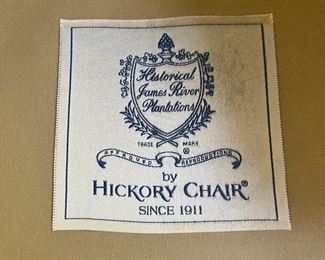 Historical
James River
Plantations
TRADE MARK
APPROVED REPRODUCTIONS
by
HICKORY CHAIR®
SINCE 1911